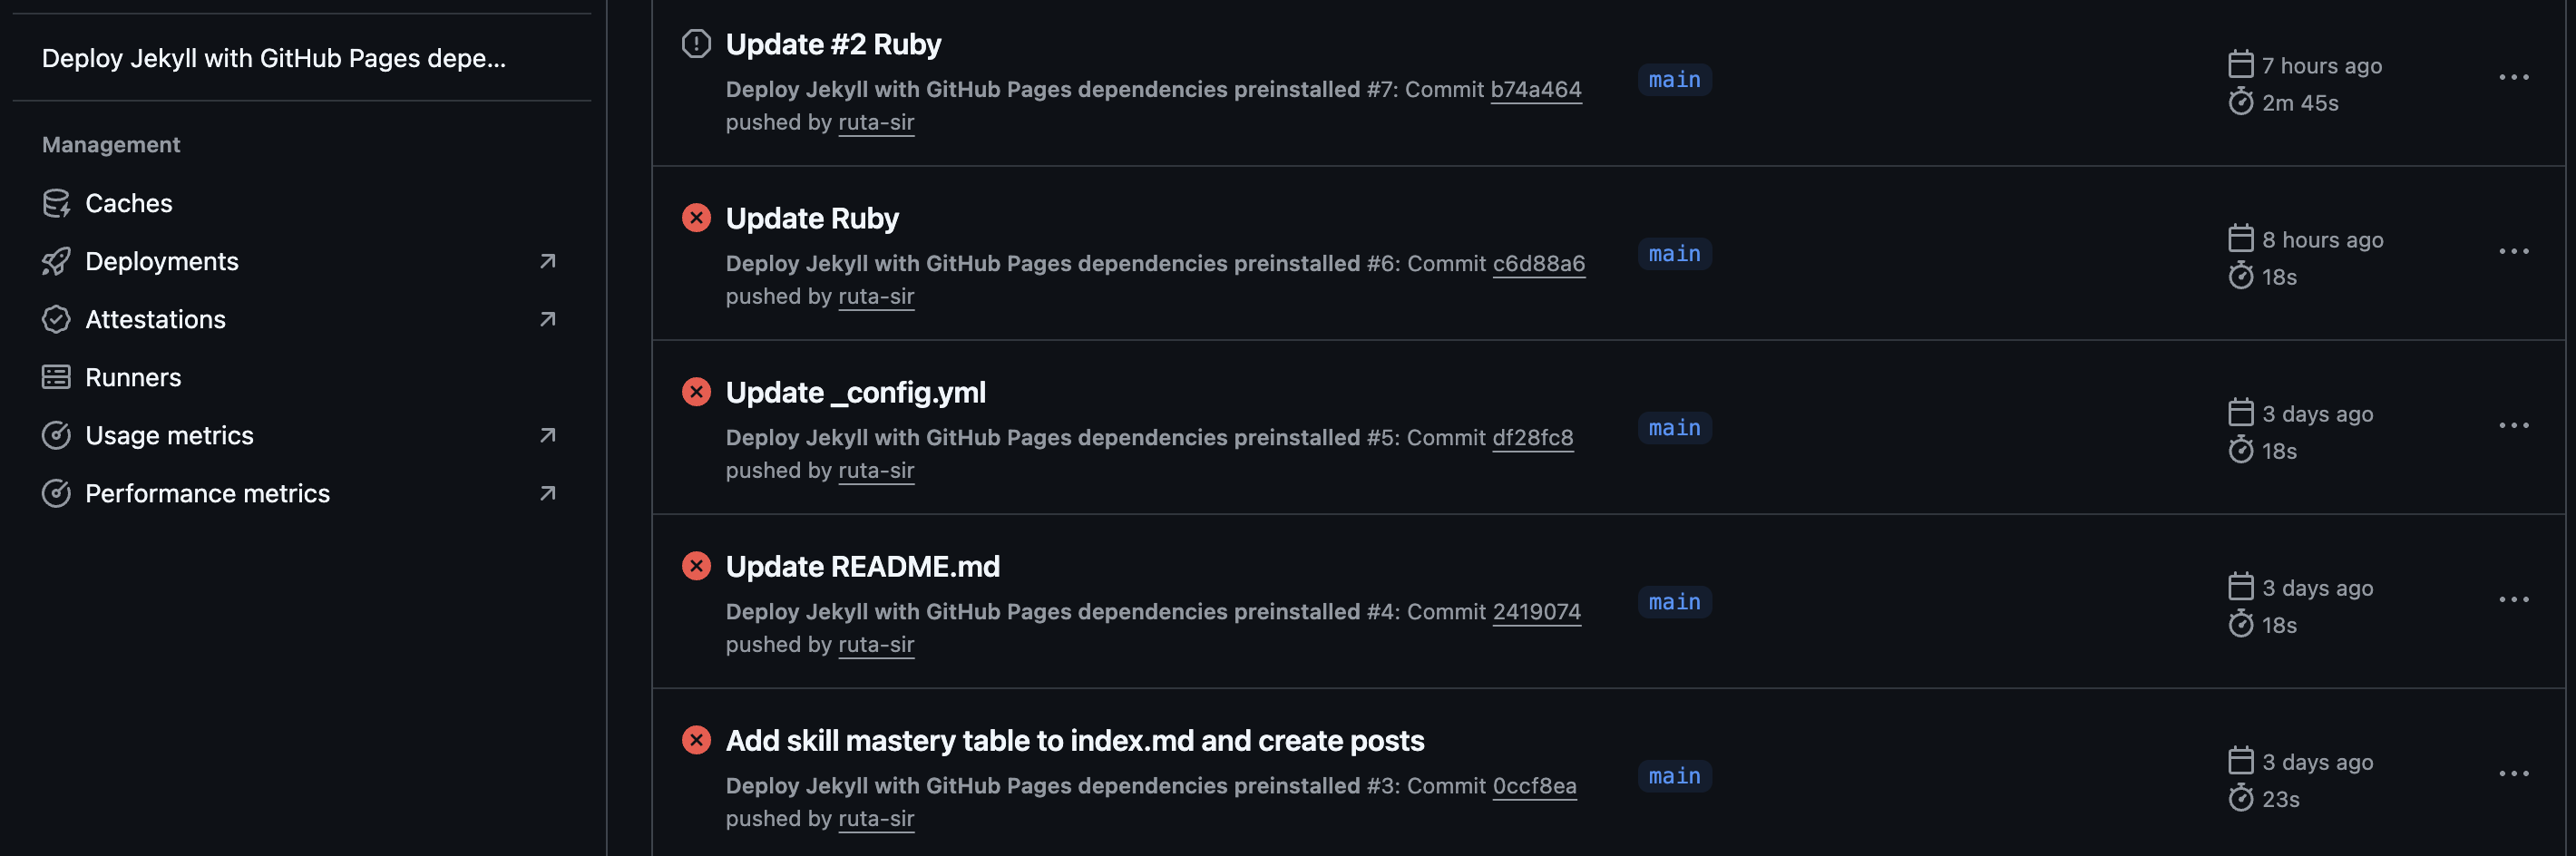 Deploy Jekyll with GitHub Pages depe...
Management
Caches
Deployments
Attestations
Runners
Usage metrics
Performance metrics
Update #2 Ruby
Deploy Jekyll with GitHub Pages dependencies preinstalled #7: Commit b74a464
pushed by ruta-sir
main
7 hours ago
2m 45s
Update Ruby
Deploy Jekyll with GitHub Pages dependencies preinstalled #6: Commit c6d88a6
pushed by ruta-sir
main
8 hours ago
18s
Update _config.yml
Deploy Jekyll with GitHub Pages dependencies preinstalled #5: Commit df28fc8
pushed by ruta-sir
main
3 days ago
18s
Update README.md
Deploy Jekyll with GitHub Pages dependencies preinstalled #4: Commit 2419074
pushed by ruta-sir
main
3 days ago
18s
Add skill mastery table to index.md and create posts
Deploy Jekyll with GitHub Pages dependencies preinstalled #3: Commit 0ccf8ea
pushed by ruta-sir
main
3 days ago
23s